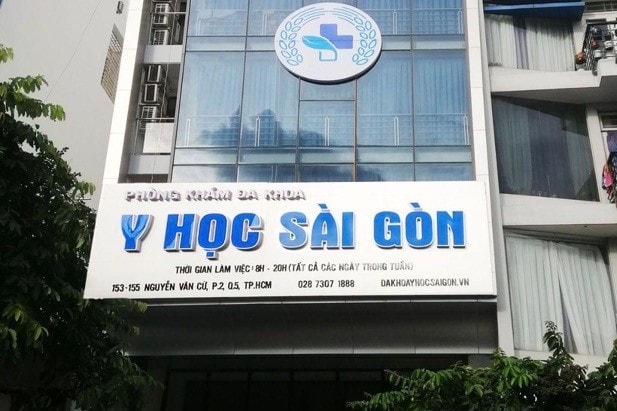 PHÒNG KHÁM ĐA KHOA
Y HỌC SÀI GÒN
THỜI GIAN LÀM VIỆC: 8H - 20H (TẤT CẢ CÁC NGÀY TRONG TUẦN)
153-155 NGUYỄN VĂN CỪ, P.2, Q.5, TP.HCM 028 7307 1888 DAKHOAYHOCSAIGON.VN